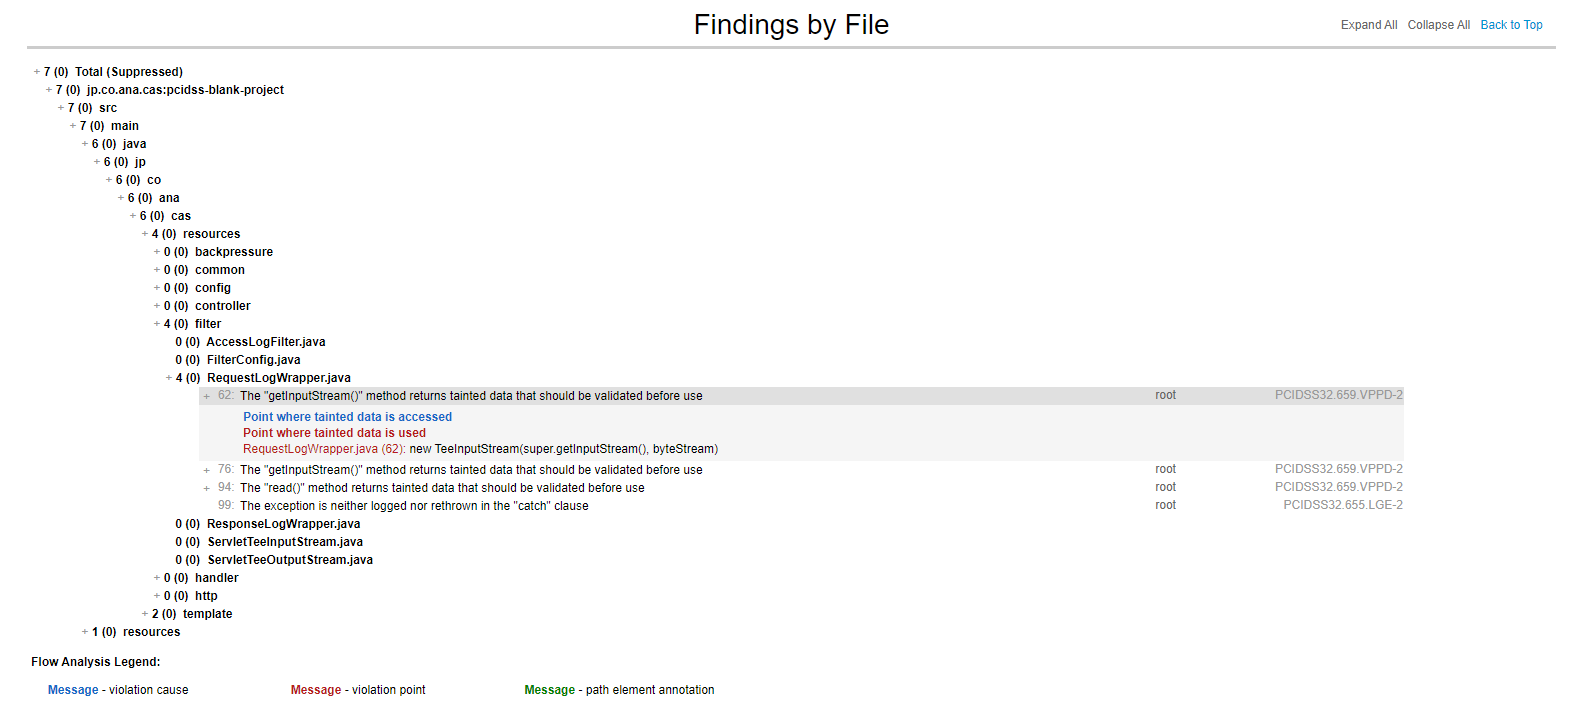 Findings by File
Expand All Collapse All Back to Top
+ 7 (0) Total (Suppressed)
+ 7 (0) jp.co.ana.cas:pcidss-blank-project
+ 7 (0) src
+ 7 (0) main
+ 6 (0) java
+ 6 (0) jp
+ 6 (0) co
+ 6 (0) ana
+ 6 (0) cas
+ 4 (0) resources
+ 0 (0) backpressure
+ 0 (0) common
+ 0 (0) config
+ 0 (0) controller
+ 4 (0) filter
0 (0) AccessLogFilter.java
0 (0) FilterConfig.java
+ 4 (0) RequestLogWrapper.java
+ 62: The "getInputStream()" method returns tainted data that should be validated before use root PCIDSS32.659.VPPD-2
Point where tainted data is accessed
Point where tainted data is used
RequestLogWrapper.java (62): new TeeInputStream(super.getInputStream(), byteStream)
+ 76: The "getInputStream()" method returns tainted data that should be validated before use root PCIDSS32.659.VPPD-2
+ 94: The "read()" method returns tainted data that should be validated before use root PCIDSS32.659.VPPD-2
99: The exception is neither logged nor rethrown in the "catch" clause root PCIDSS32.655.LGE-2
0 (0) ResponseLogWrapper.java
0 (0) ServletTeeInputStream.java
0 (0) ServletTeeOutputStream.java
+ 0 (0) handler
+ 0 (0) http
+ 2 (0) template
+ 1 (0) resources
Flow Analysis Legend:
Message - violation cause Message - violation point Message - path element annotation